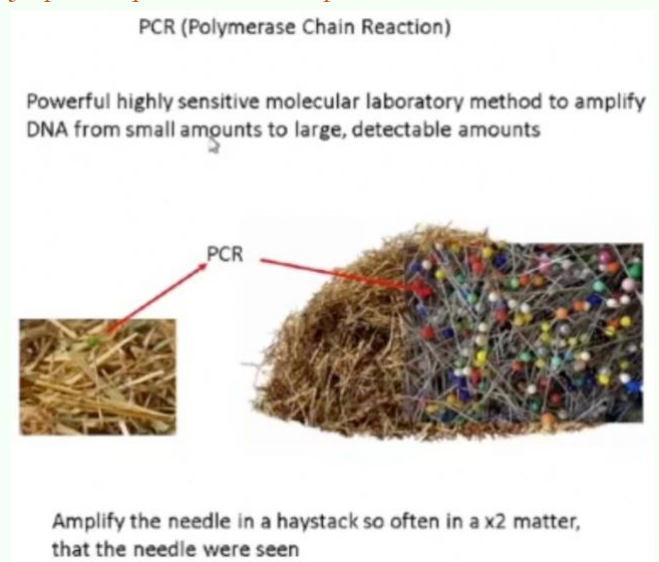 PCR (Polymerase Chain Reaction)
Powerful highly sensitive molecular laboratory method to amplify
DNA from small amounts to large, detectable amounts
PCR
Amplify the needle in a haystack so often in a x2 matter,
that the needle were seen